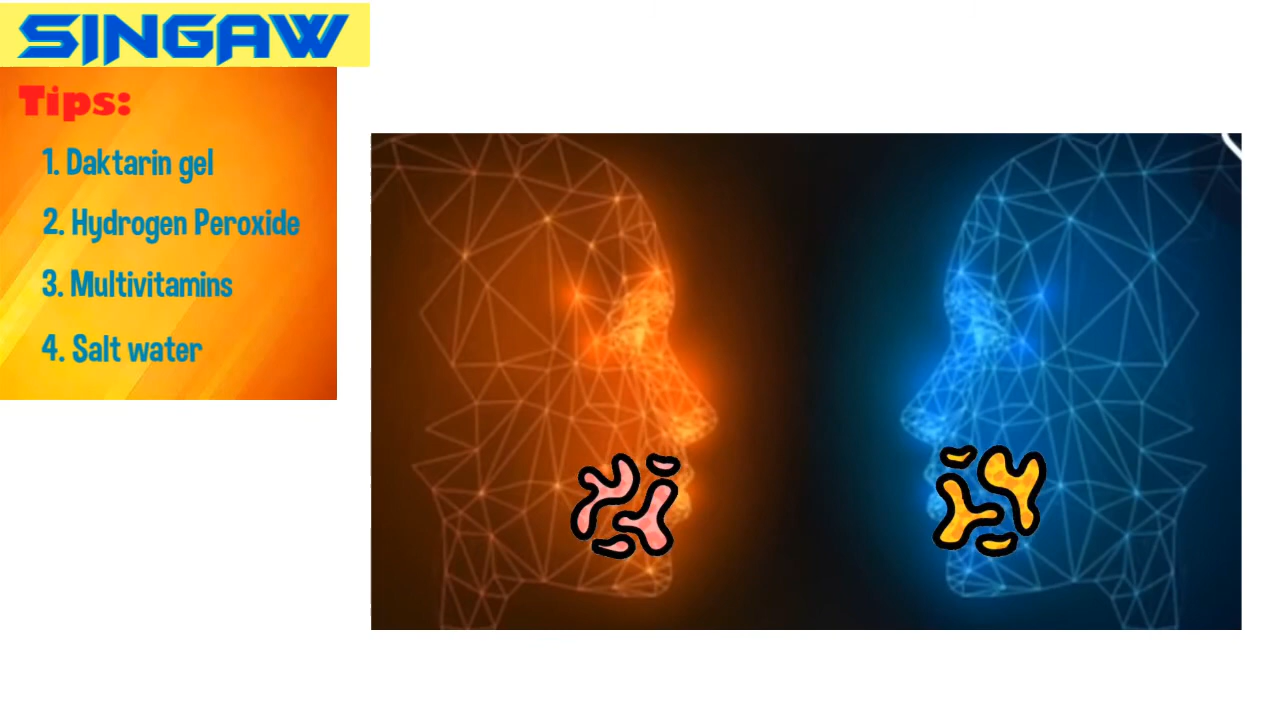 SINGAW
Tips:
1. Daktarin gel
2. Hydrogen Peroxide
3. Multivitamins
4. Salt water